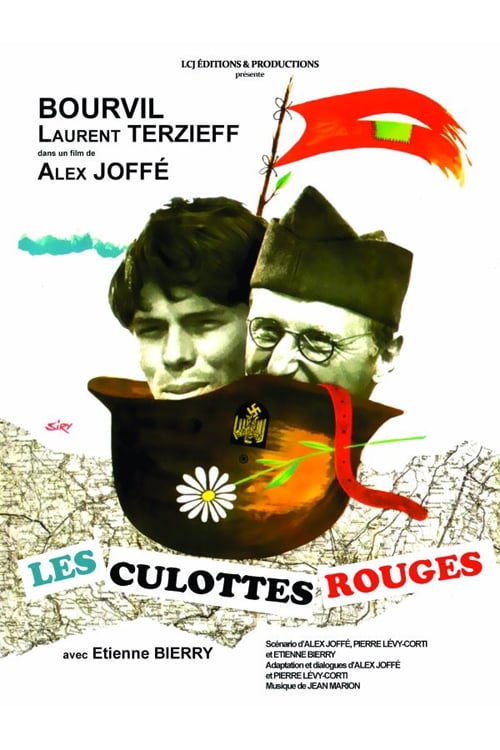 LCJ ÉDITIONS & PRODUCTIONS
présente
BOURVIL
LAURENT TERZIEFF
dans un film de
ALEX JOFFÉ
SIRY
LES CULOTTES ROUGES
avec Etienne BIERRY
Scénario d'ALEX JOFFÉ, PIERRE LÉVY-CORTI
et ETIENNE BIERRY
Adaptation et dialogues d'ALEX JOFFÉ
et PIERRE LÉVY-CORTI
Musique de JEAN MARION